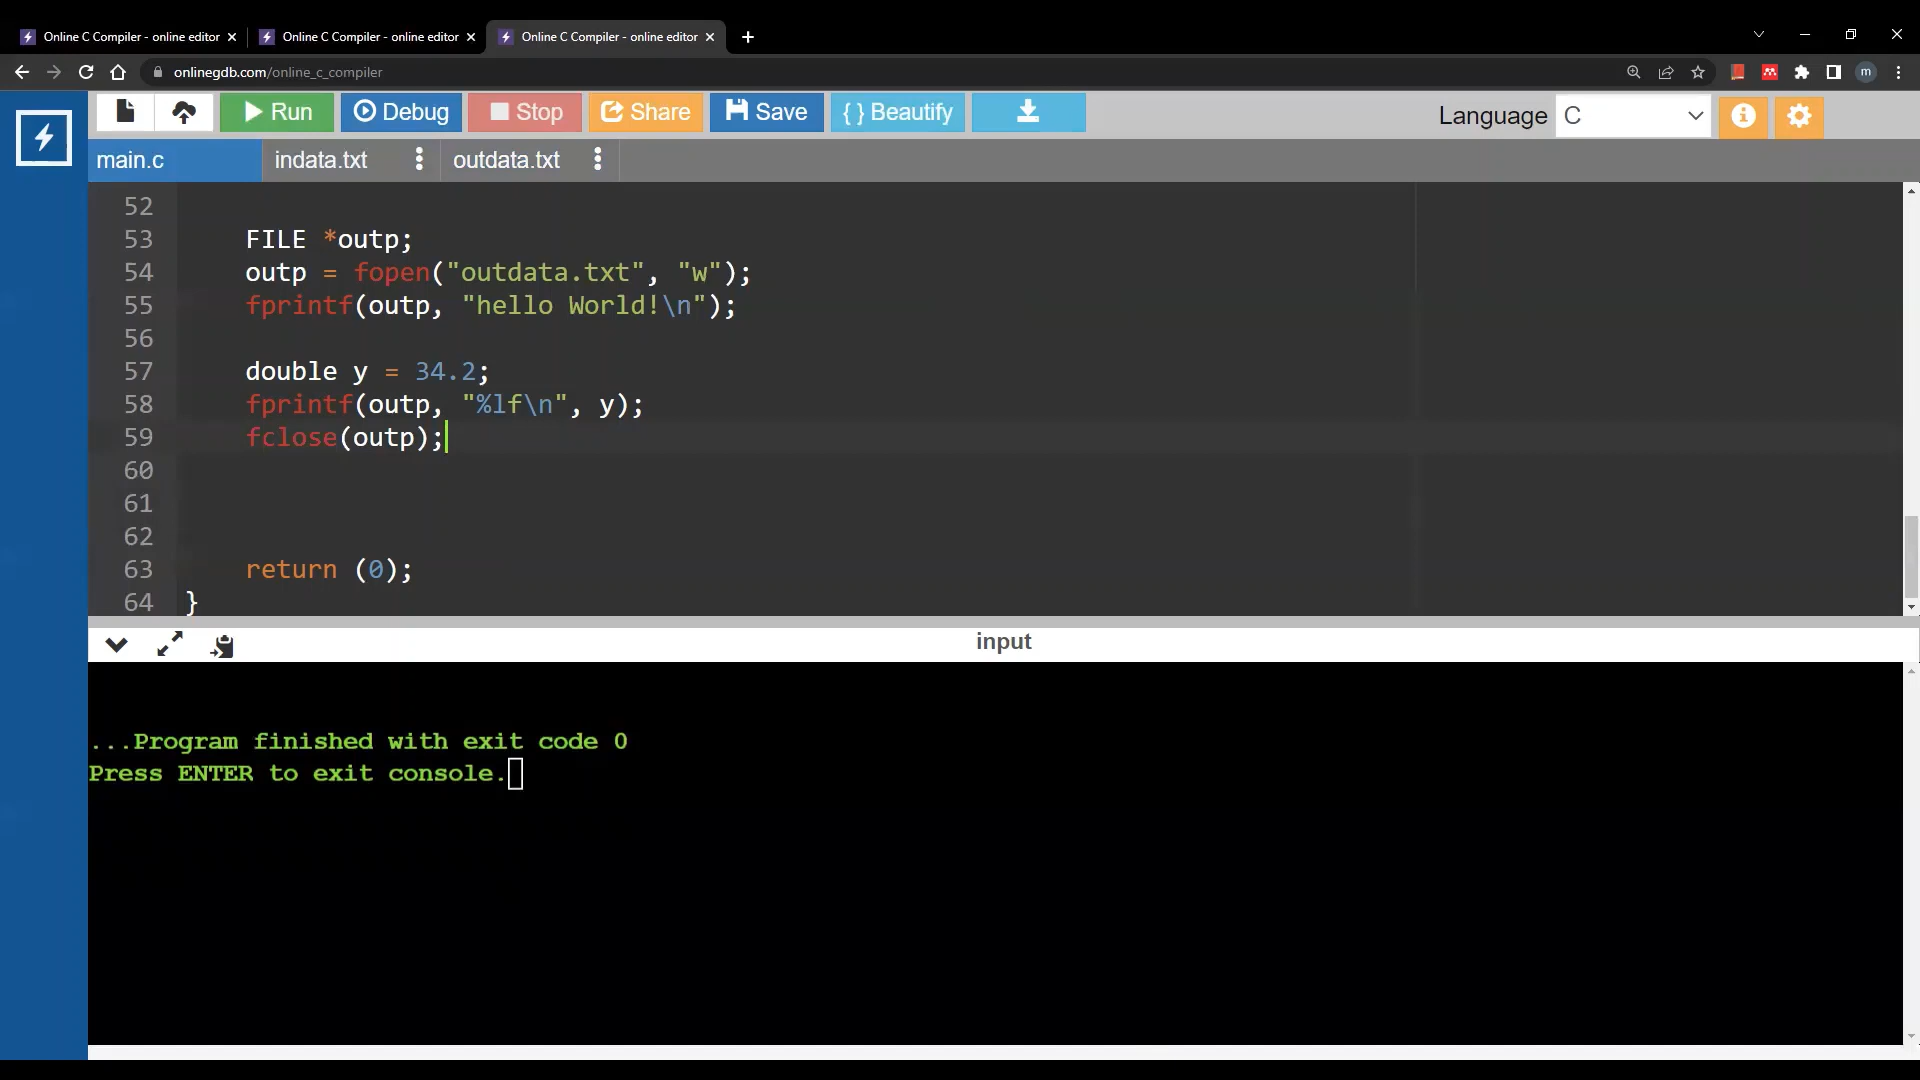 Online C Compiler - online editor
Online C Compiler - online editor
Online C Compiler - online editor
onlinegdb.com/online_c_compiler
m
Run
Debug
Stop
Share
Save
{ } Beautify
Language
C
main.c
indata.txt
outdata.txt
52
53 FILE *outp;
54 outp = fopen("outdata.txt", "w");
55 fprintf(outp, "hello World!\n");
56
57 double y = 34.2;
58 fprintf(outp, "%lf\n", y);
59 fclose(outp);
60
61
62
63 return (0);
64 }
input
...Program finished with exit code 0
Press ENTER to exit console.